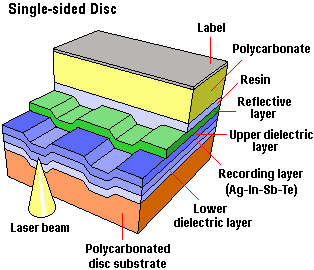 Single-sided Disc
Label
Polycarbonate
Resin
Reflective
layer
Upper dielectric
layer
Recording layer
(Ag-In-Sb-Te)
Lower
dielectric layer
Laser beam
Polycarbonated
disc substrate